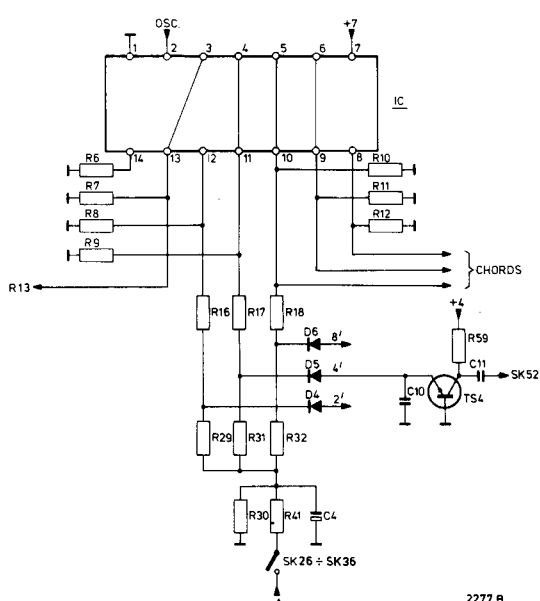 OSC. +7
1 2 3 4 5 6 7
IC
14 13 12 11 10 9 8
R6 R10
R7 R11
R8 R12
R9
CHORDS
R13
+4
R16 R17 R18 R59
D6 8'
D5 4' C11 SK52
C10 TS4
D4 2'
R29 R31 R32
R30 R41 C4
SK26 ÷ SK36
2277 B